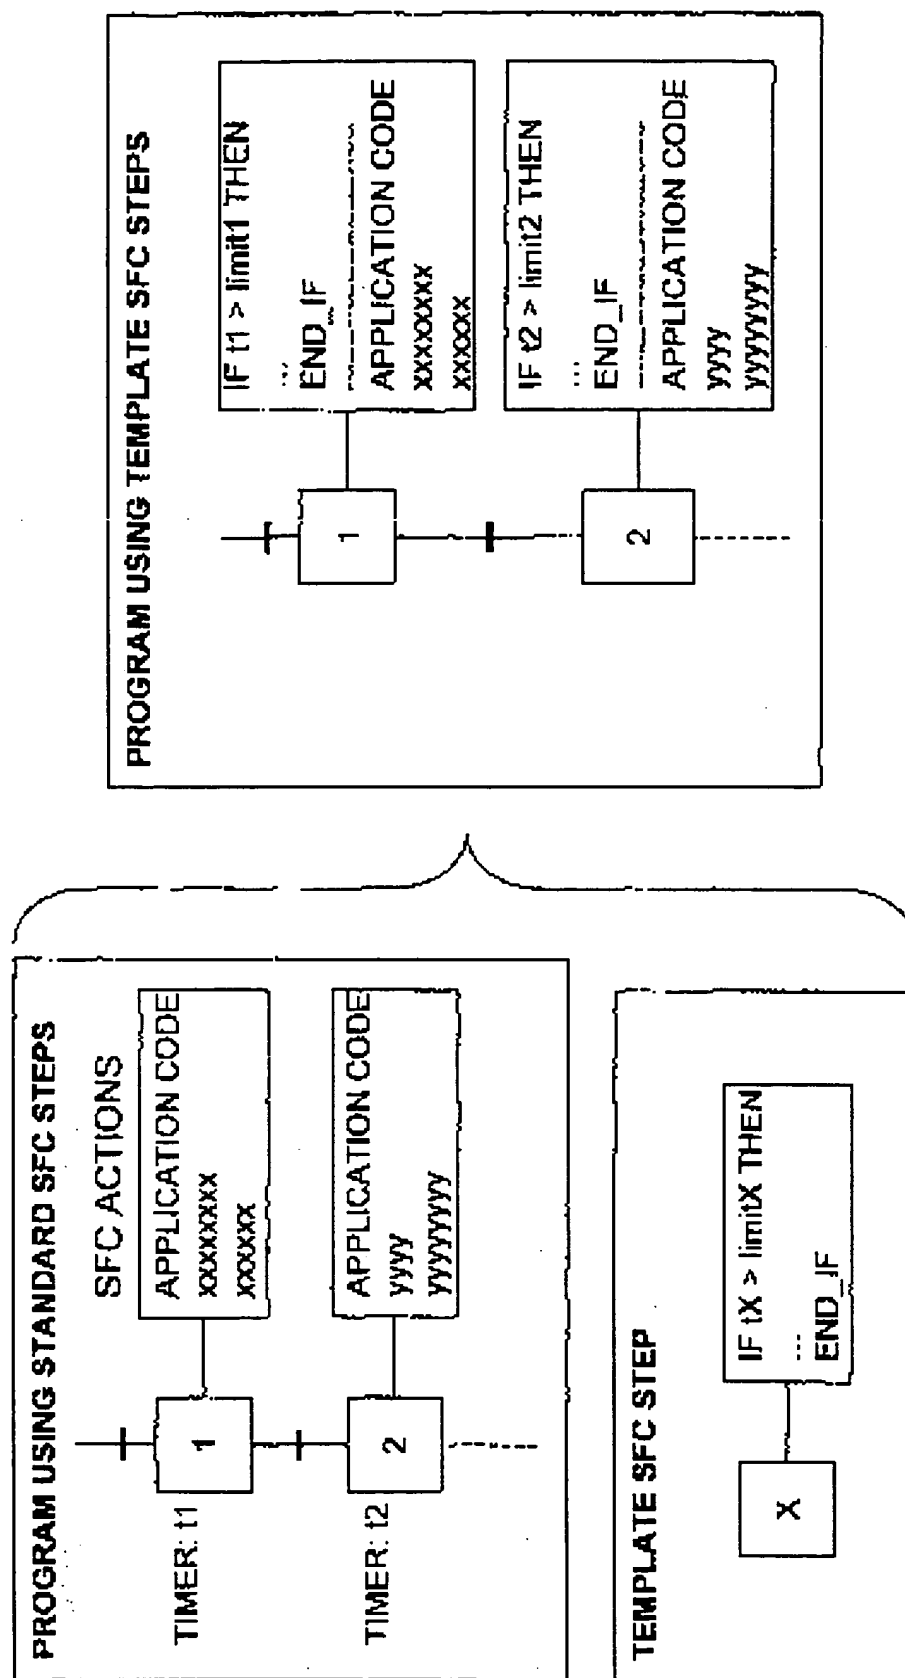 PROGRAM USING STANDARD SFC STEPS
SFC ACTIONS
TIMER: t1
1
APPLICATION CODE
xxxxxxxx
xxxxxx
TIMER: t2
2
APPLICATION CODE
yyyy
yyyyyyyy
TEMPLATE SFC STEP
X
IF tX > limitX THEN
...
END_IF
PROGRAM USING TEMPLATE SFC STEPS
1
IF t1 > limit1 THEN
...
END_IF
APPLICATION CODE
xxxxxxxx
xxxxxx
2
IF t2 > limit2 THEN
...
END_IF
APPLICATION CODE
yyyy
yyyyyyyy